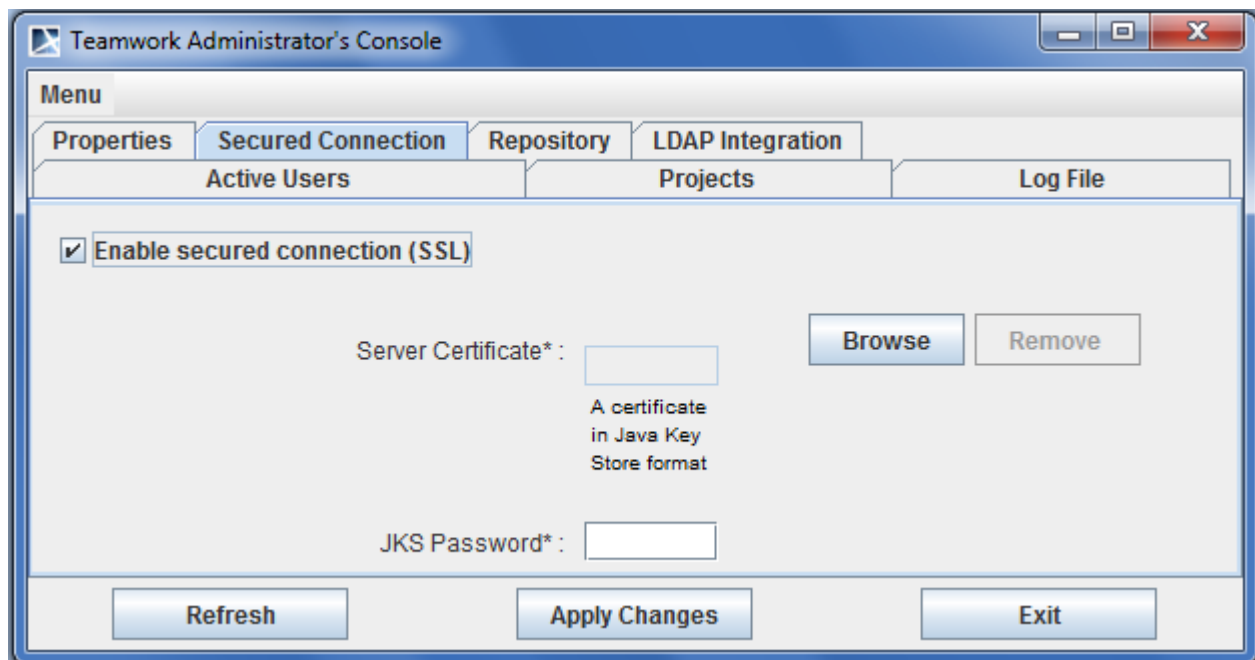 Teamwork Administrator's Console
Menu
Properties Secured Connection Repository LDAP Integration
Active Users Projects Log File
Enable secured connection (SSL)
Server Certificate* : Browse Remove
A certificate
in Java Key
Store format
JKS Password* :
Refresh Apply Changes Exit